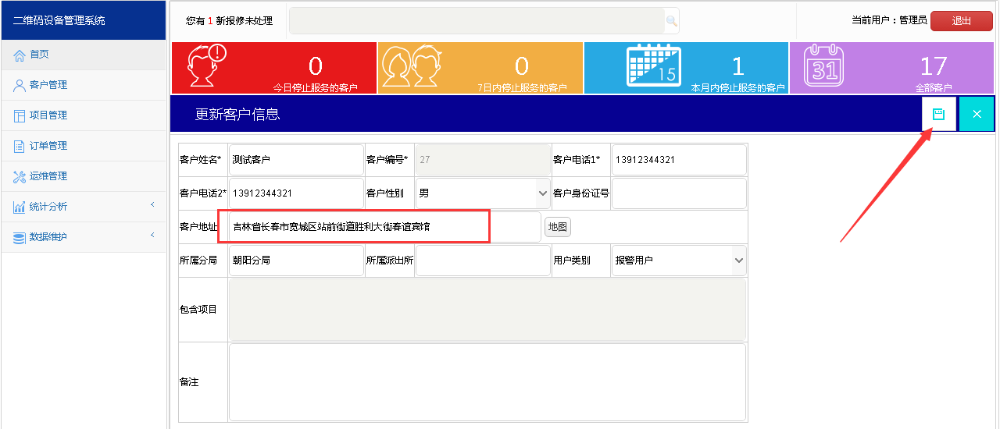 二维码设备管理系统
首页
客户管理
项目管理
订单管理
运维管理
统计分析
数据维护
您有 1 新报修未处理
当前用户：管理员
退出
0
今日停止服务的客户
0
7日内停止服务的客户
15
1
本月内停止服务的客户
31
17
全部客户
更新客户信息
客户姓名* 测试客户 客户编号* 27 客户电话1* 13912344321
客户电话2* 13912344321 客户性别 男 客户身份证号
客户地址 吉林省长春市宽城区站前街道胜利大街春谊宾馆 地图
所属分局 朝阳分局 所属派出所 用户类别 报警用户
包含项目
备注